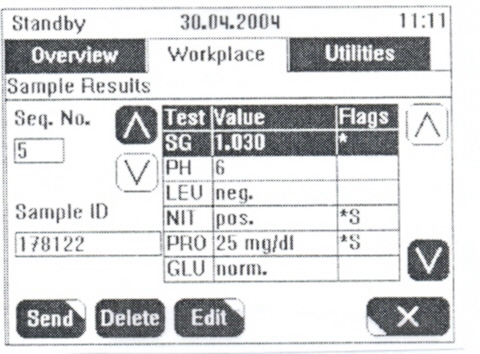 Standby 30.04.2004 11:11
Overview Workplace Utilities
Sample Results
Seq. No.
5
Sample ID
178122
Test Value Flags
SG 1.030 *
PH 6
LEU neg.
NIT pos. *S
PRO 25 mg/dl *S
GLU norm.
Send Delete Edit X